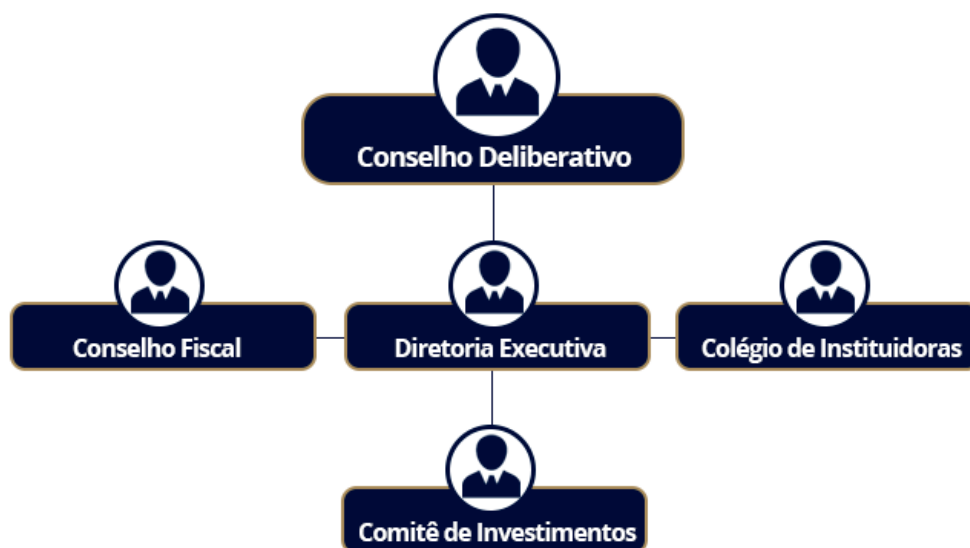 Conselho Deliberativo
Conselho Fiscal
Diretoria Executiva
Colégio de Instituidoras
Comitê de Investimentos